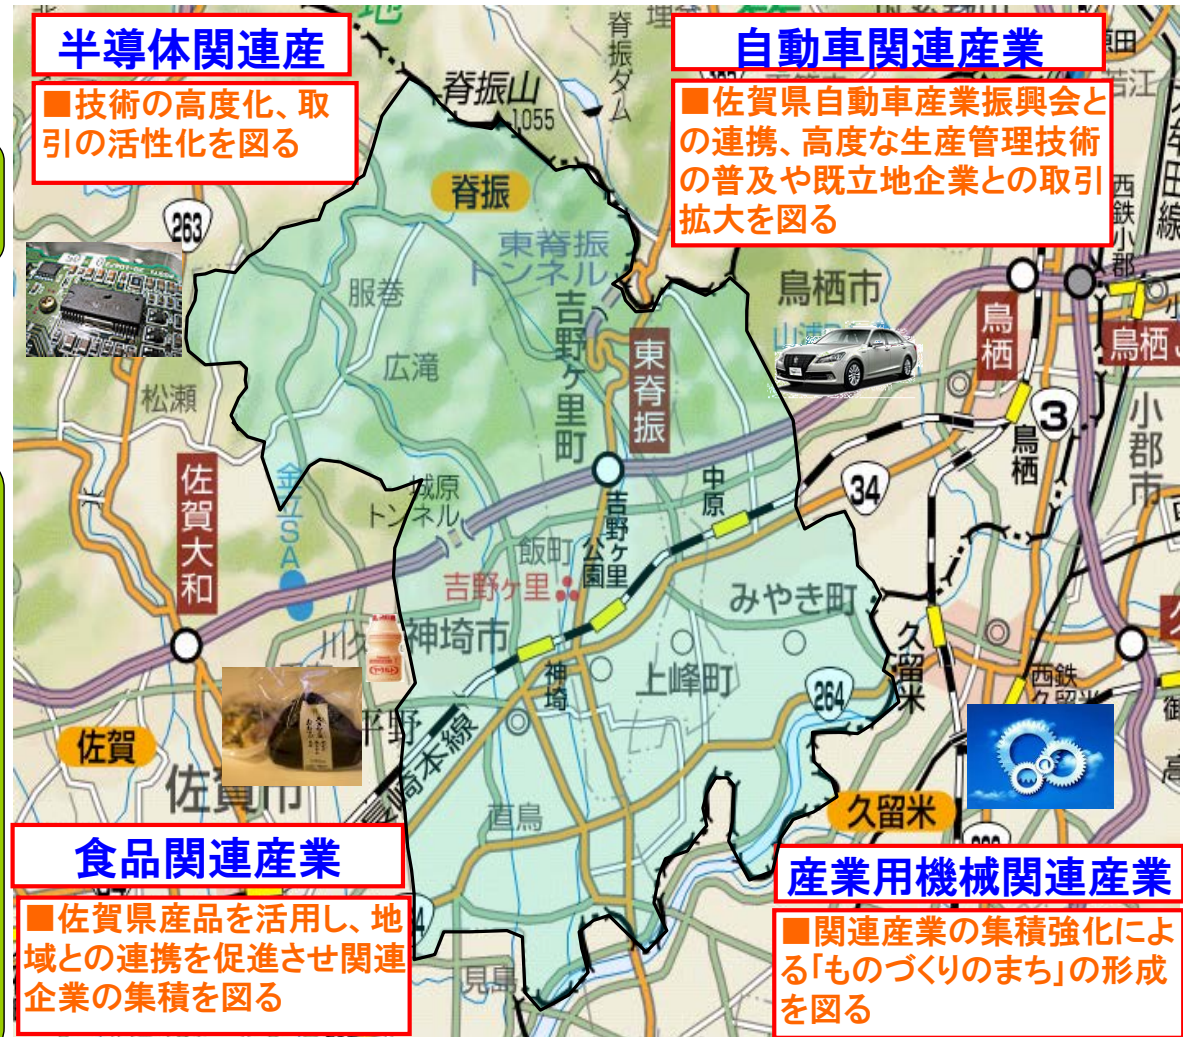 半導体関連産
■技術の高度化、取
引の活性化を図る
自動車関連産業
■佐賀県自動車産業振興会と
の連携、高度な生産管理技術
の普及や既立地企業との取引
拡大を図る
脊振山
1055
脊振ダム
脊振
263
東脊振
トンネル
服巻
広滝
松瀬
吉野ヶ里町
東脊振
鳥栖市
鳥栖
鳥栖
西鉄小郡
小郡市
3
34
佐賀大和
金立SA
城原
トンネル
中原
飯町
吉野ヶ里公園
吉野ヶ里
みやき町
神埼市
神埼
上峰町
264
久留米
久留米
佐賀
佐賀市
長崎本線
直鳥
見島
食品関連産業
■佐賀県産品を活用し、地
域との連携を促進させ関連
企業の集積を図る
産業用機械関連産業
■関連産業の集積強化によ
る「ものづくりのまち」の形成
を図る